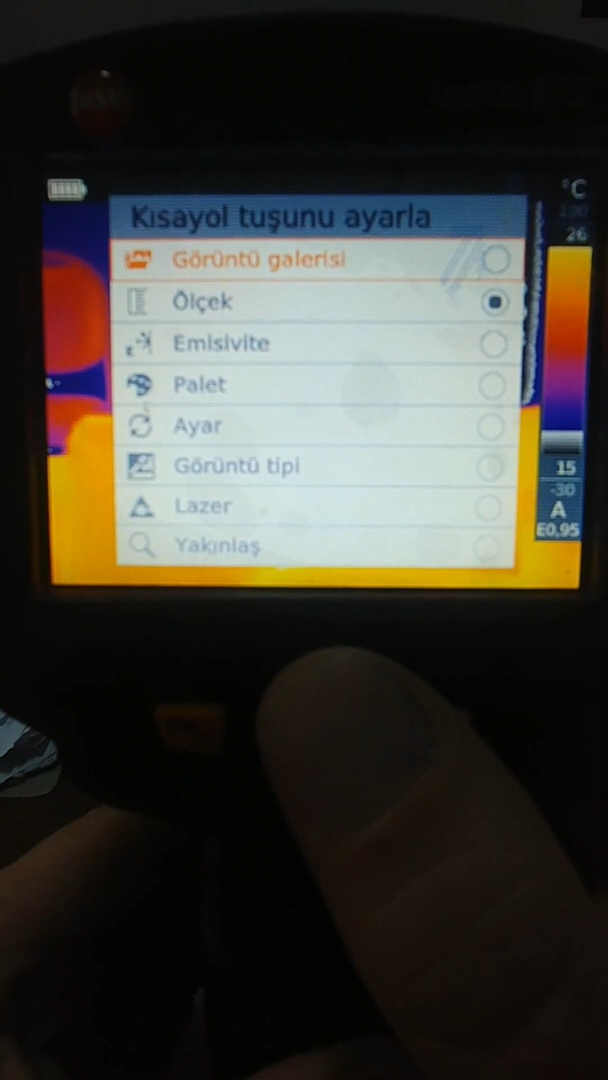 °C
Kısayol tuşunu ayarla
26
Görüntü galerisi
Ölçek
Emisivite
Palet
Ayar
Görüntü tipi
15
-30
Lazer
A
E0,95
Yakınlaş